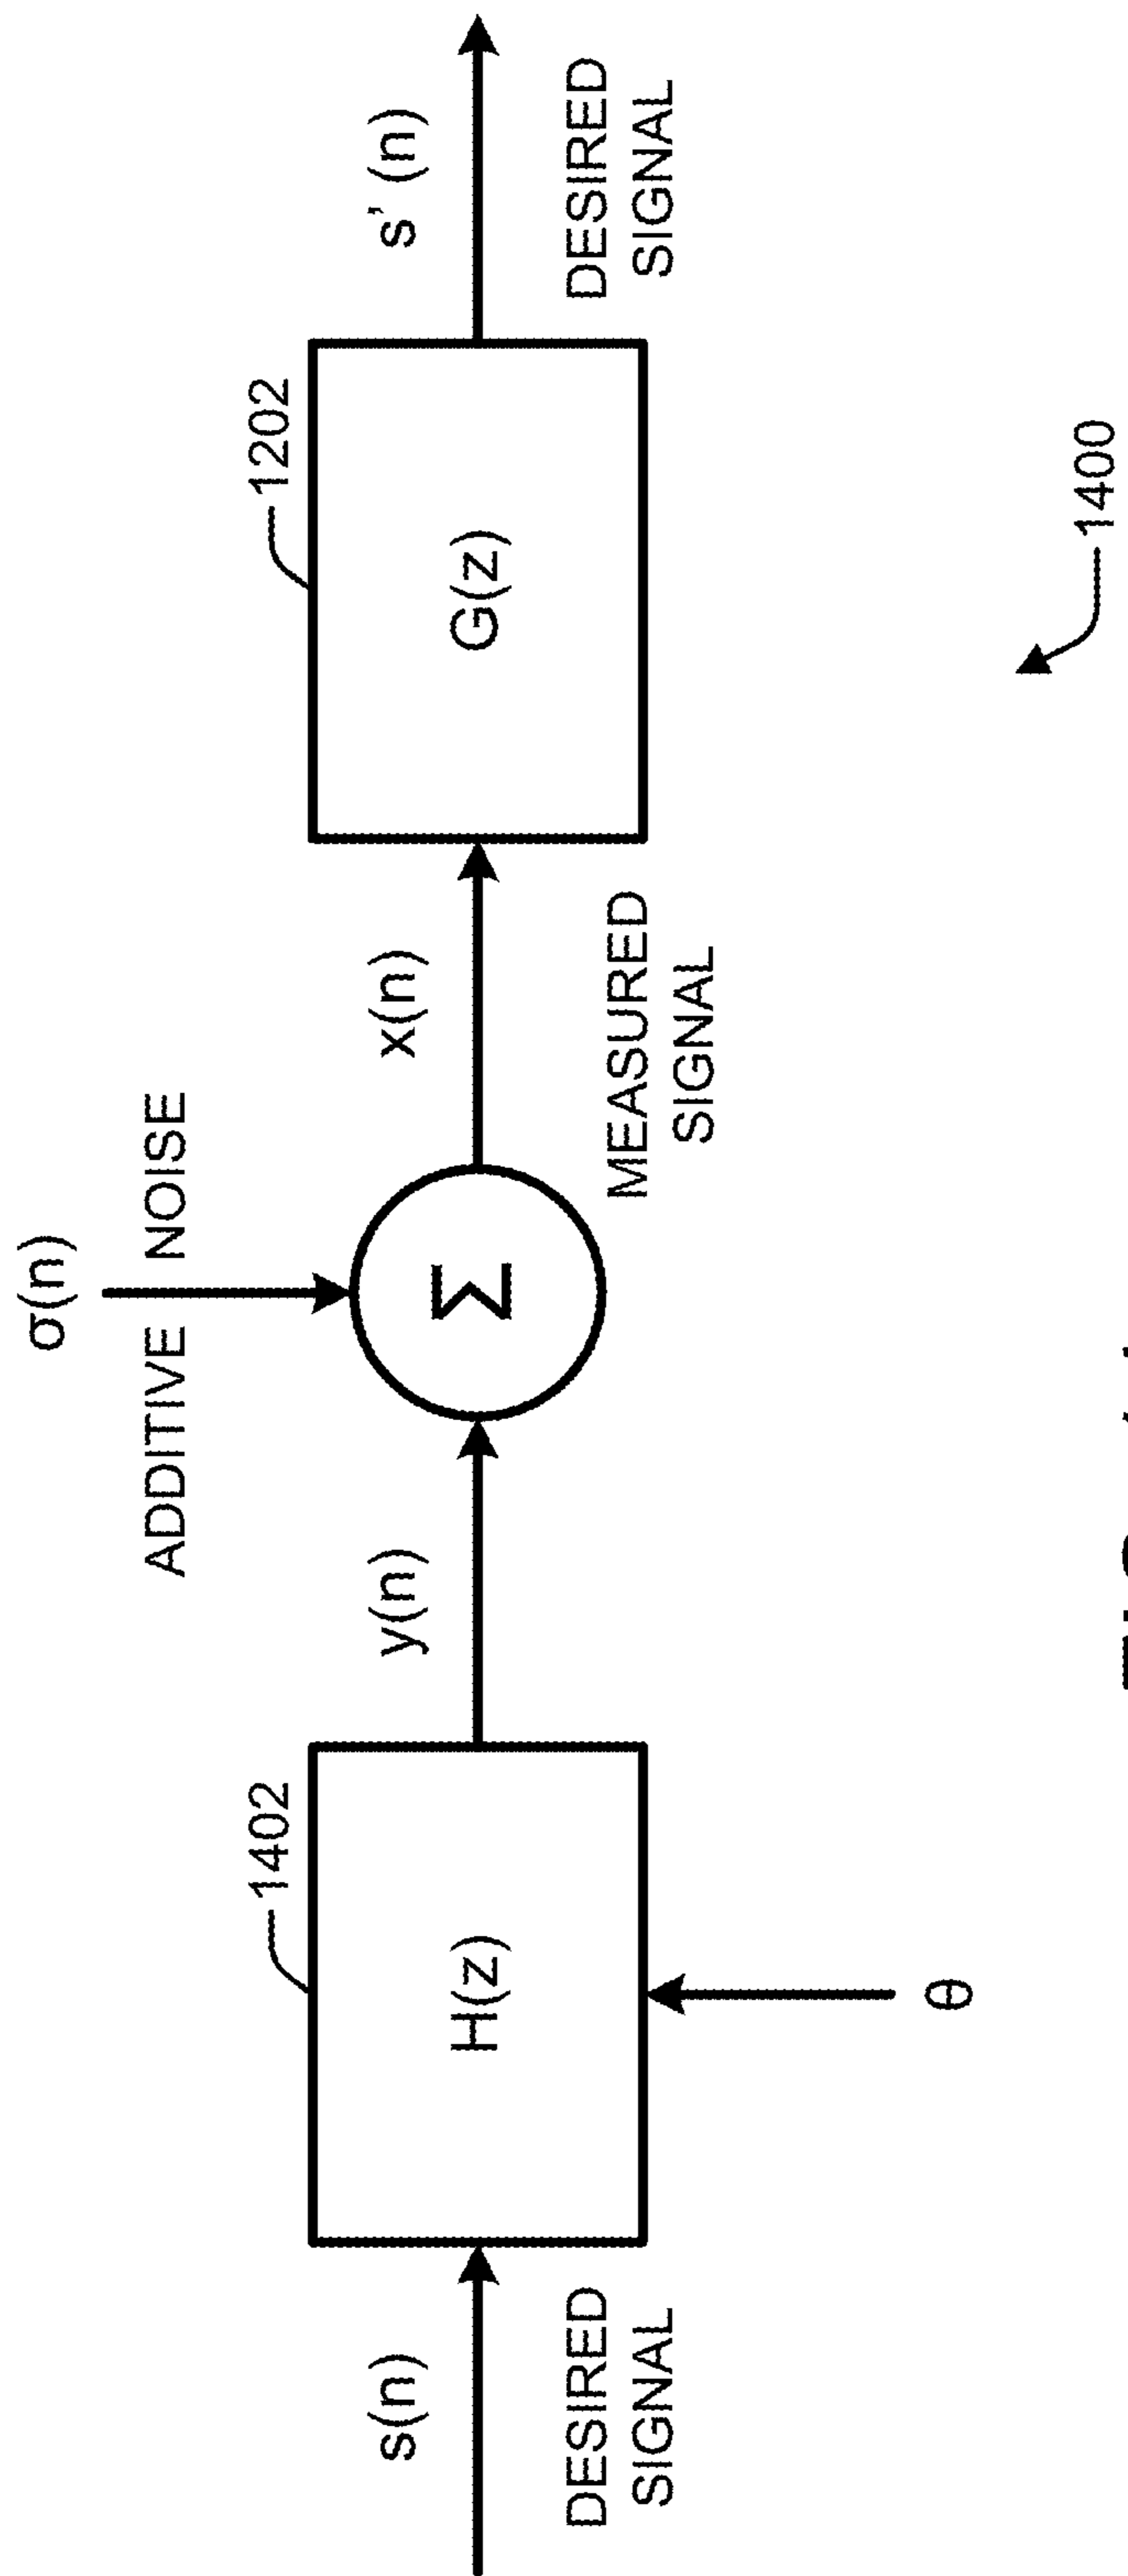 σ(n)
ADDITIVE NOISE
1402
1202
s(n)
H(z)
y(n)
Σ
x(n)
G(z)
s' (n)
DESIRED
SIGNAL
MEASURED
SIGNAL
DESIRED
SIGNAL
θ
1400